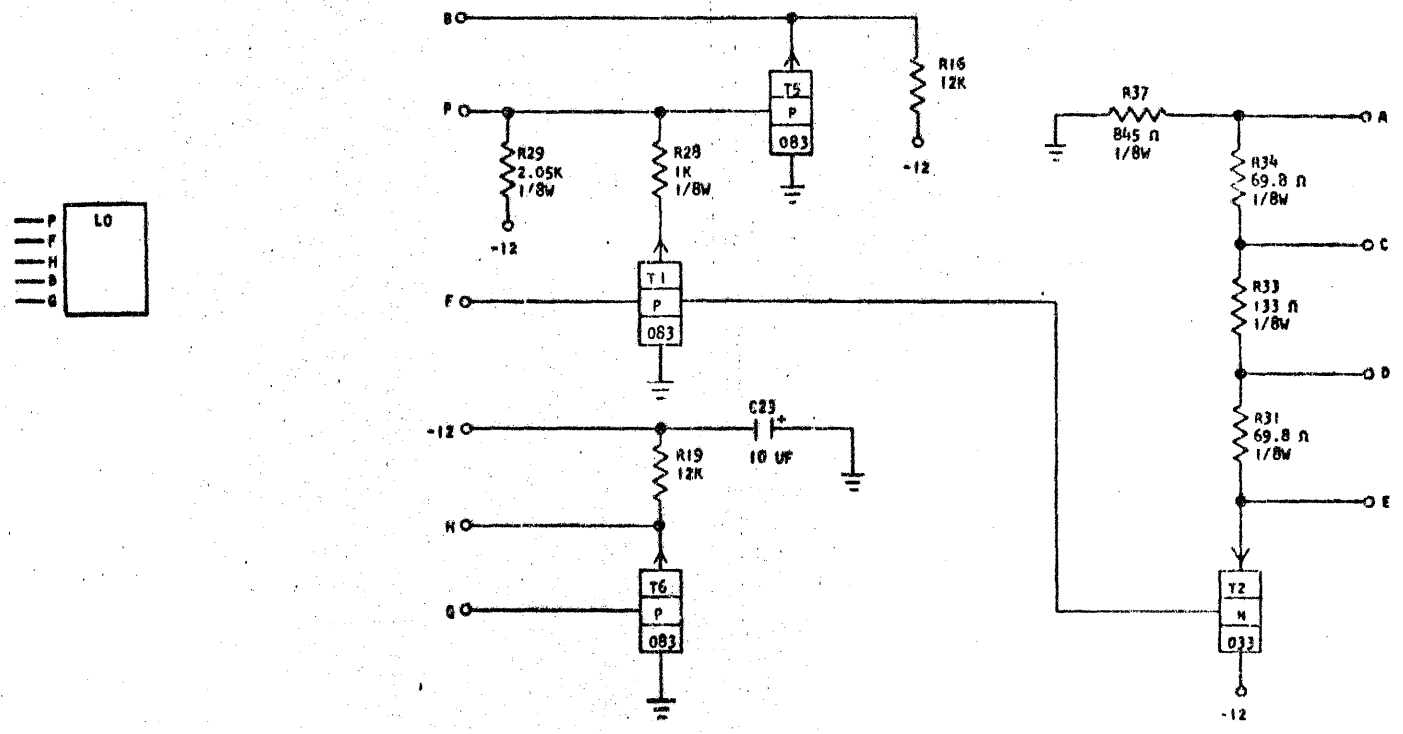 B
T5
P
083
R16
12K
-12
P
R29
2.05K
1/8W
-12
R28
1K
1/8W
R37
845 Ω
1/8W
A
R34
69.8 Ω
1/8W
C
LO
P
F
H
B
G
F
T1
P
083
R33
133 Ω
1/8W
D
-12
C23
+
10 UF
R19
12K
R31
69.8 Ω
1/8W
E
H
T6
P
083
G
T2
N
033
-12